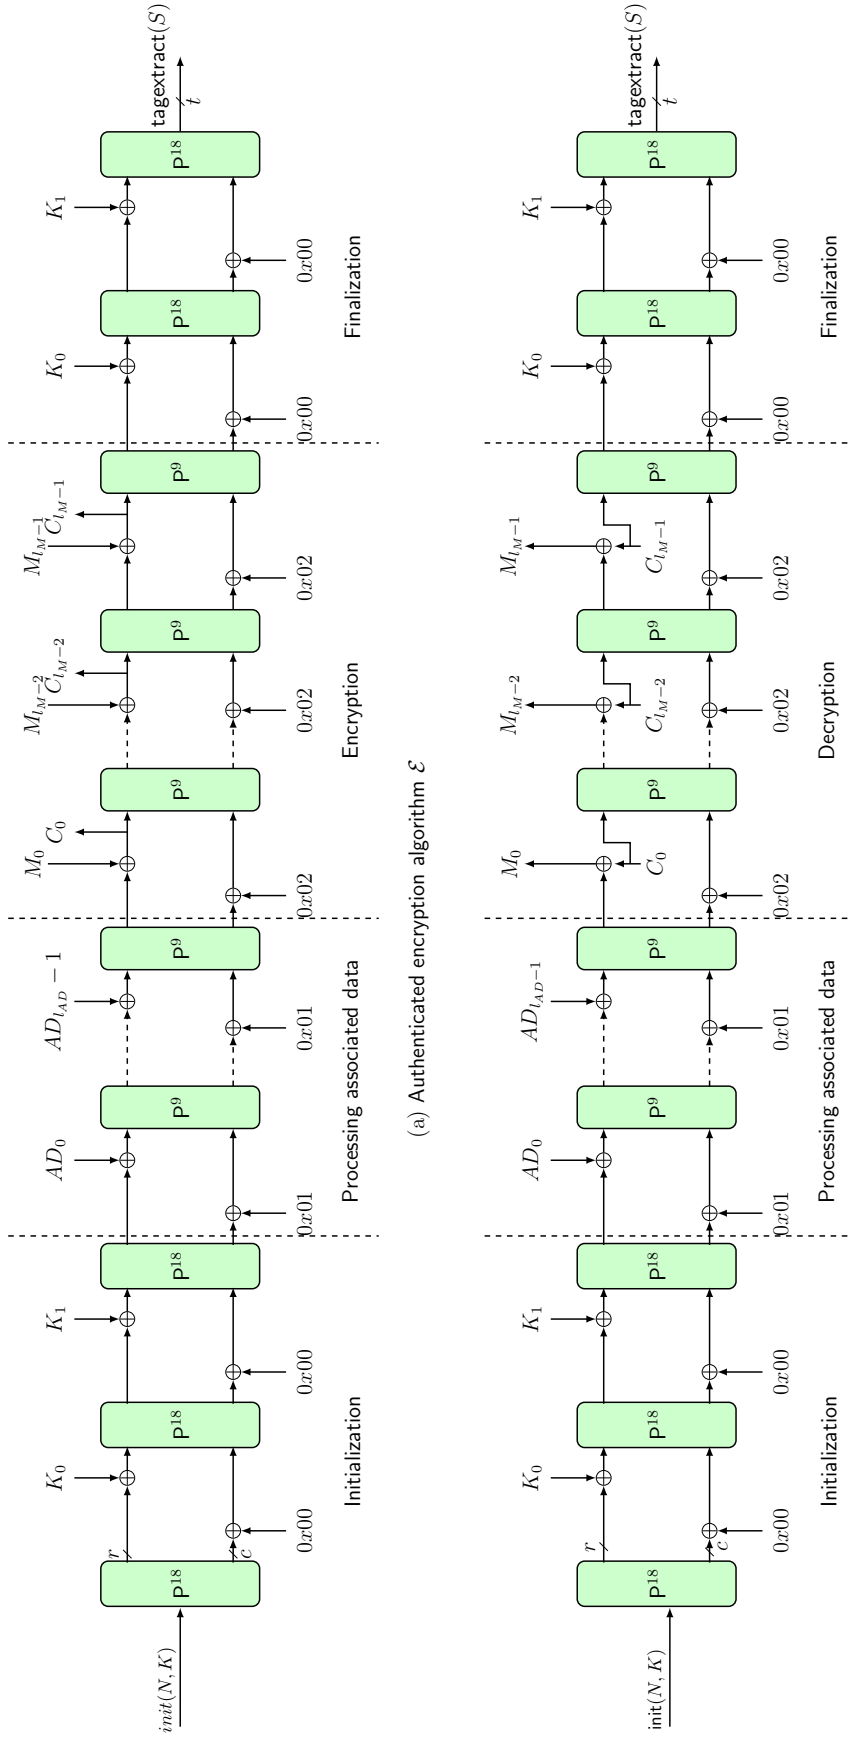 init(N, K)
P^18
r
c
K_0
0x00
P^18
K_1
0x00
P^18
Initialization
AD_0
0x01
P^9
AD_{l_{AD}} − 1
0x01
P^9
Processing associated data
M_0
C_0
0x02
P^9
M_{l_M−2}
C_{l_M−2}
0x02
P^9
M_{l_M−1}
C_{l_M−1}
0x02
P^9
Encryption
K_0
0x00
P^18
K_1
0x00
P^18
Finalization
tagextract(S)
t
(a) Authenticated encryption algorithm ℰ
init(N, K)
P^18
r
c
K_0
0x00
P^18
K_1
0x00
P^18
Initialization
AD_0
0x01
P^9
AD_{l_{AD}−1}
0x01
P^9
Processing associated data
M_0
C_0
0x02
P^9
M_{l_M−2}
C_{l_M−2}
0x02
P^9
M_{l_M−1}
C_{l_M−1}
0x02
P^9
Decryption
K_0
0x00
P^18
K_1
0x00
P^18
Finalization
tagextract(S)
t